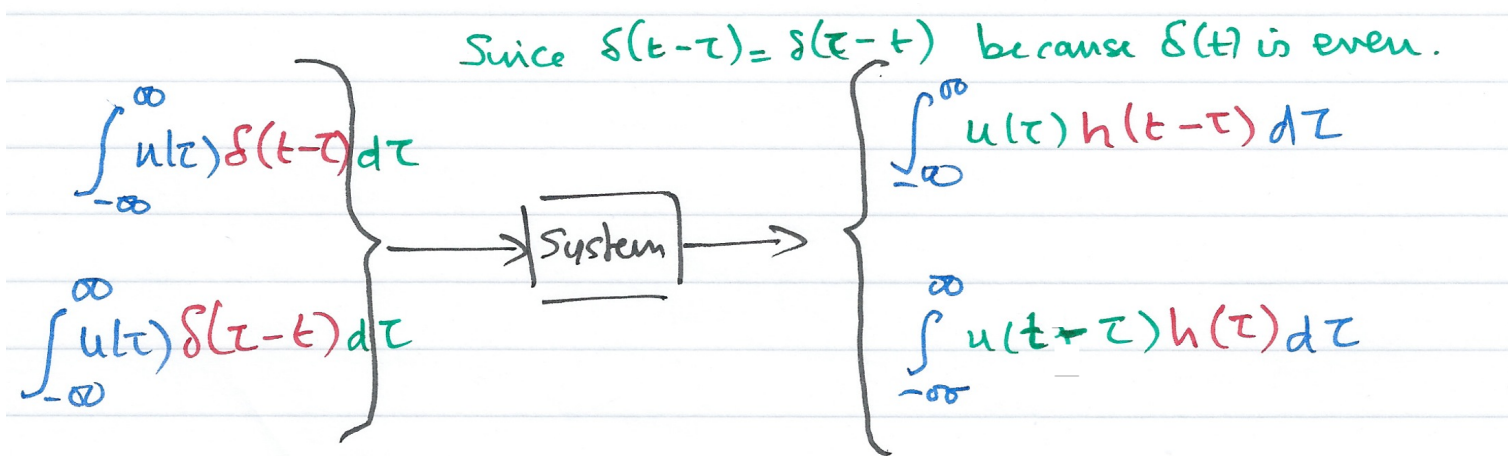 Since δ(t-τ) = δ(τ-t) because δ(t) is even.
∫_{-∞}^{∞} u(τ) δ(t-τ) dτ
∫_{-∞}^{∞} u(τ) δ(τ-t) dτ
System
∫_{-∞}^{∞} u(τ) h(t-τ) dτ
∫_{-∞}^{∞} u(t-τ) h(τ) dτ